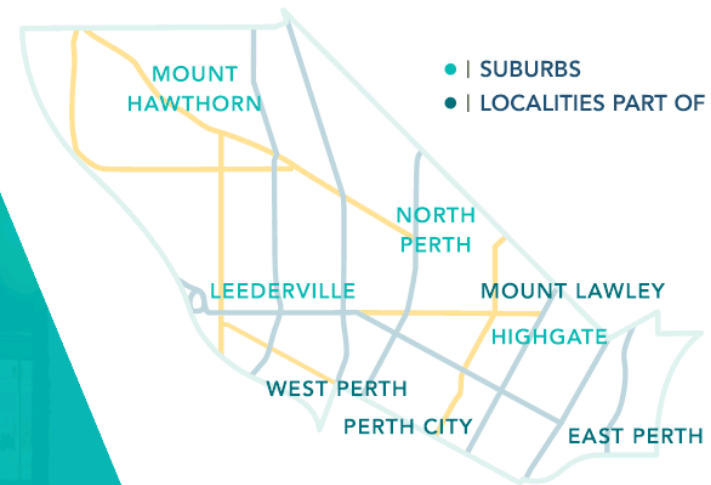 MOUNT
HAWTHORN
| SUBURBS
| LOCALITIES PART OF
NORTH
PERTH
LEEDERVILLE
MOUNT LAWLEY
HIGHGATE
WEST PERTH
PERTH CITY
EAST PERTH